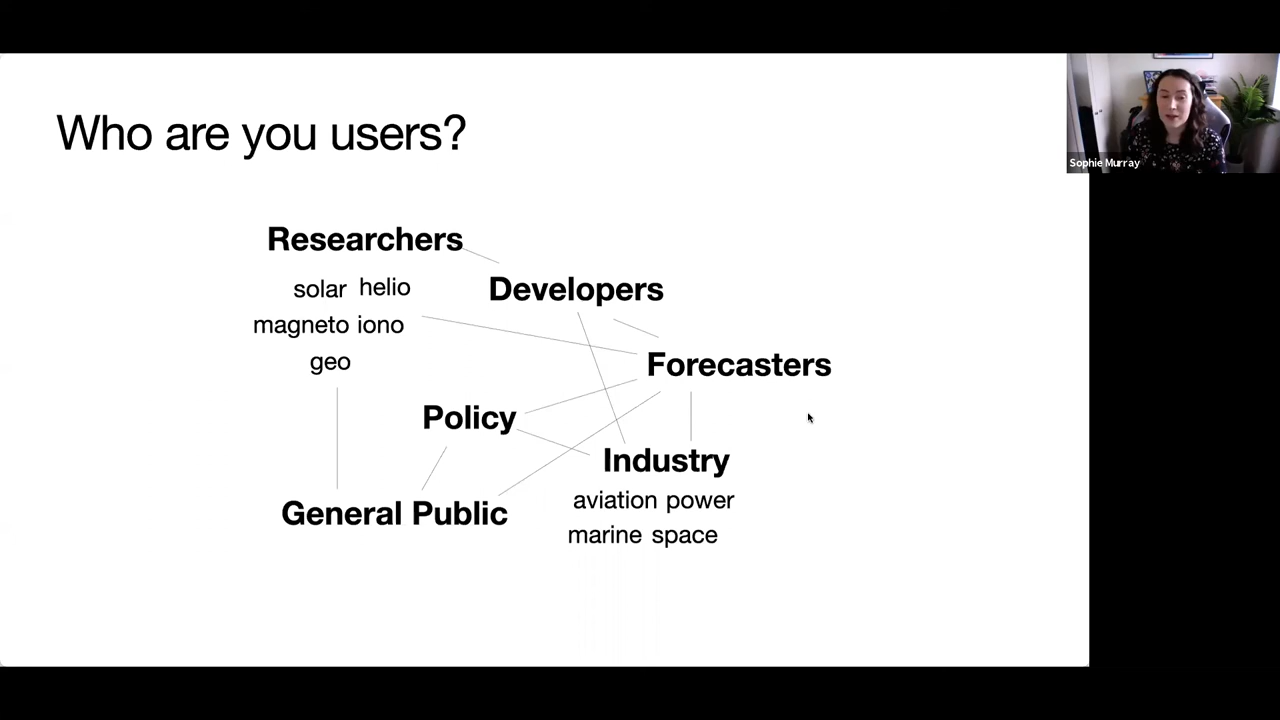 Who are you users?
Sophie Murray
Researchers
solar helio
magneto iono
geo
Developers
Forecasters
Policy
Industry
aviation power
marine space
General Public